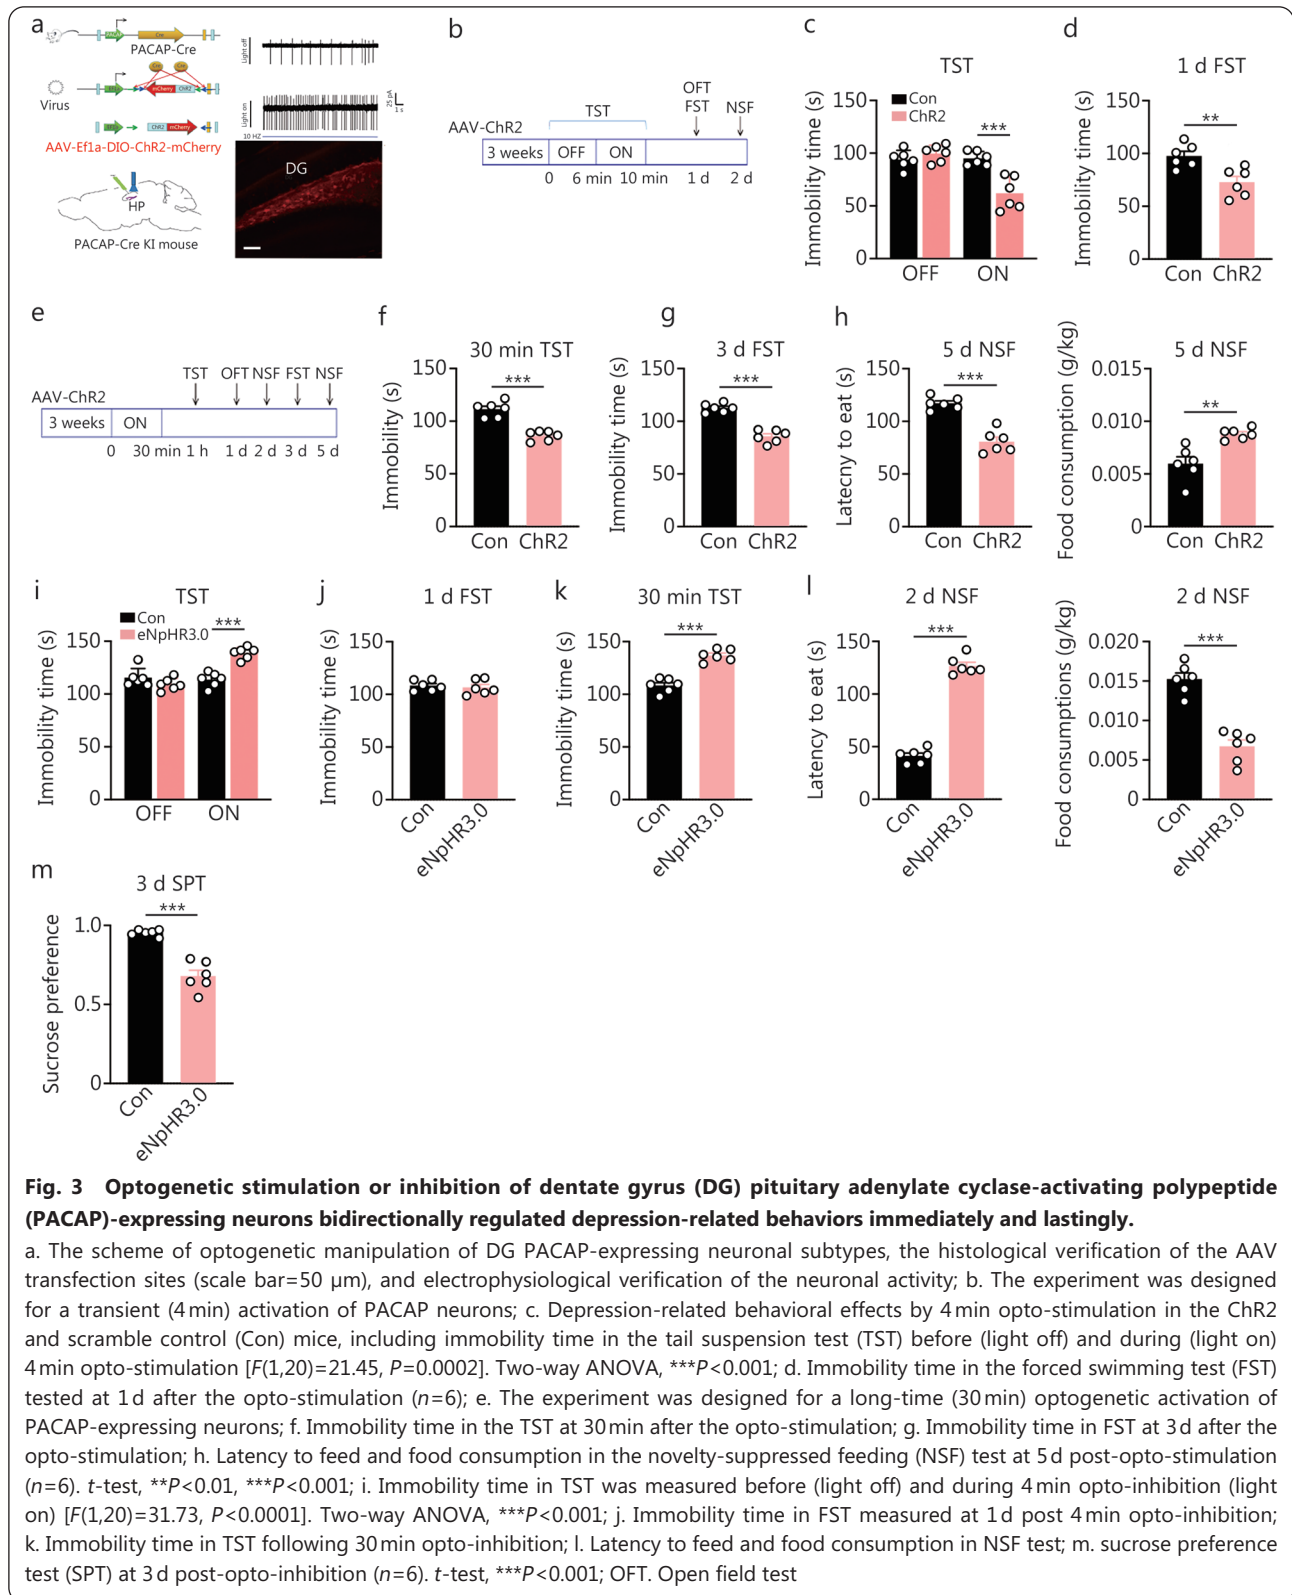 a
PACAP
Cre
PACAP-Cre
Cre
Cre
Ef1a
mCherry
ChR2
Virus
Ef1a
ChR2
mCherry
AAV-Ef1a-DIO-ChR2-mCherry
HP
PACAP-Cre KI mouse
Light off
Light on
25 pA
1 s
10 HZ
DG
b
OFT
TST
FST
NSF
AAV-ChR2
3 weeks
OFF
ON
0
6 min
10 min
1 d
2 d
c
TST
Con
ChR2
***
Immobility time (s)
150
100
50
0
OFF
ON
d
1 d FST
**
Immobility time (s)
150
100
50
0
Con
ChR2
e
TST
OFT
NSF
FST
NSF
AAV-ChR2
3 weeks
ON
0
30 min
1 h
1 d
2 d
3 d
5 d
f
30 min TST
***
Immobility (s)
150
100
50
0
Con
ChR2
g
3 d FST
***
Immobility time (s)
150
100
50
0
Con
ChR2
h
5 d NSF
***
Latecny to eat (s)
150
100
50
0
Con
ChR2
5 d NSF
**
Food consumption (g/kg)
0.015
0.010
0.005
0
Con
ChR2
i
TST
Con
eNpHR3.0
***
Immobility time (s)
150
100
50
0
OFF
ON
j
1 d FST
Immobility time (s)
150
100
50
0
Con
eNpHR3.0
k
30 min TST
***
Immobility time (s)
150
100
50
0
Con
eNpHR3.0
l
2 d NSF
***
Latency to eat (s)
150
100
50
0
Con
eNpHR3.0
2 d NSF
***
Food consumptions (g/kg)
0.020
0.015
0.010
0.005
0
Con
eNpHR3.0
m
3 d SPT
***
Sucrose preference
1.0
0.5
0
Con
eNpHR3.0
Fig. 3 Optogenetic stimulation or inhibition of dentate gyrus (DG) pituitary adenylate cyclase-activating polypeptide
(PACAP)-expressing neurons bidirectionally regulated depression-related behaviors immediately and lastingly.
a. The scheme of optogenetic manipulation of DG PACAP-expressing neuronal subtypes, the histological verification of the AAV
transfection sites (scale bar=50 μm), and electrophysiological verification of the neuronal activity; b. The experiment was designed
for a transient (4 min) activation of PACAP neurons; c. Depression-related behavioral effects by 4 min opto-stimulation in the ChR2
and scramble control (Con) mice, including immobility time in the tail suspension test (TST) before (light off) and during (light on)
4 min opto-stimulation [F(1,20)=21.45, P=0.0002]. Two-way ANOVA, ***P<0.001; d. Immobility time in the forced swimming test (FST)
tested at 1 d after the opto-stimulation (n=6); e. The experiment was designed for a long-time (30 min) optogenetic activation of
PACAP-expressing neurons; f. Immobility time in the TST at 30 min after the opto-stimulation; g. Immobility time in FST at 3 d after the
opto-stimulation; h. Latency to feed and food consumption in the novelty-suppressed feeding (NSF) test at 5 d post-opto-stimulation
(n=6). t-test, **P<0.01, ***P<0.001; i. Immobility time in TST was measured before (light off) and during 4 min opto-inhibition (light
on) [F(1,20)=31.73, P<0.0001]. Two-way ANOVA, ***P<0.001; j. Immobility time in FST measured at 1 d post 4 min opto-inhibition;
k. Immobility time in TST following 30 min opto-inhibition; l. Latency to feed and food consumption in NSF test; m. sucrose preference
test (SPT) at 3 d post-opto-inhibition (n=6). t-test, ***P<0.001; OFT. Open field test